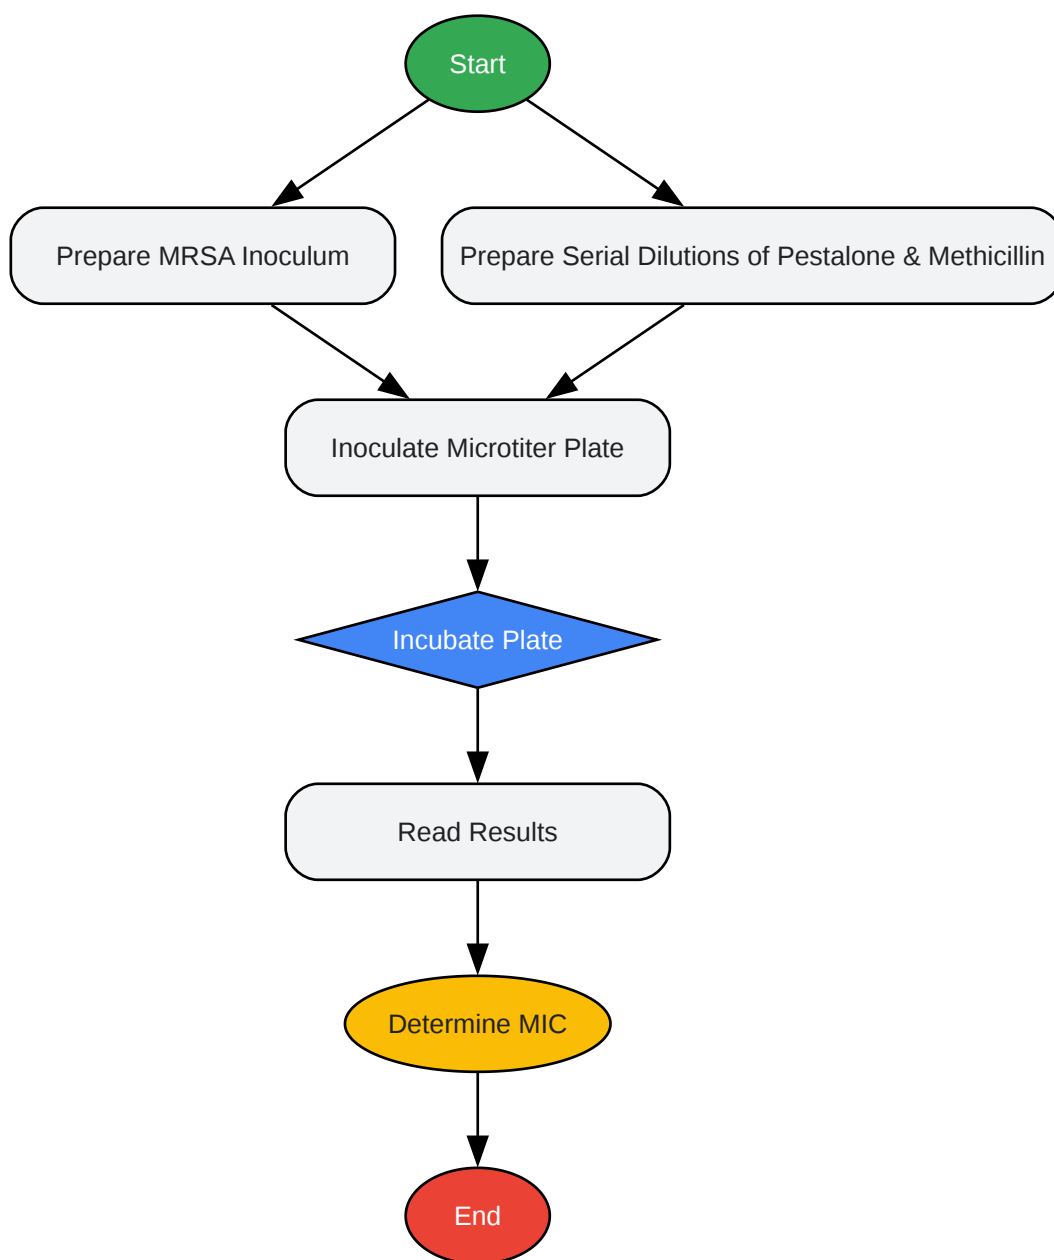 Start
Prepare MRSA Inoculum
Prepare Serial Dilutions of Pestalone & Methicillin
Inoculate Microtiter Plate
Incubate Plate
Read Results
Determine MIC
End